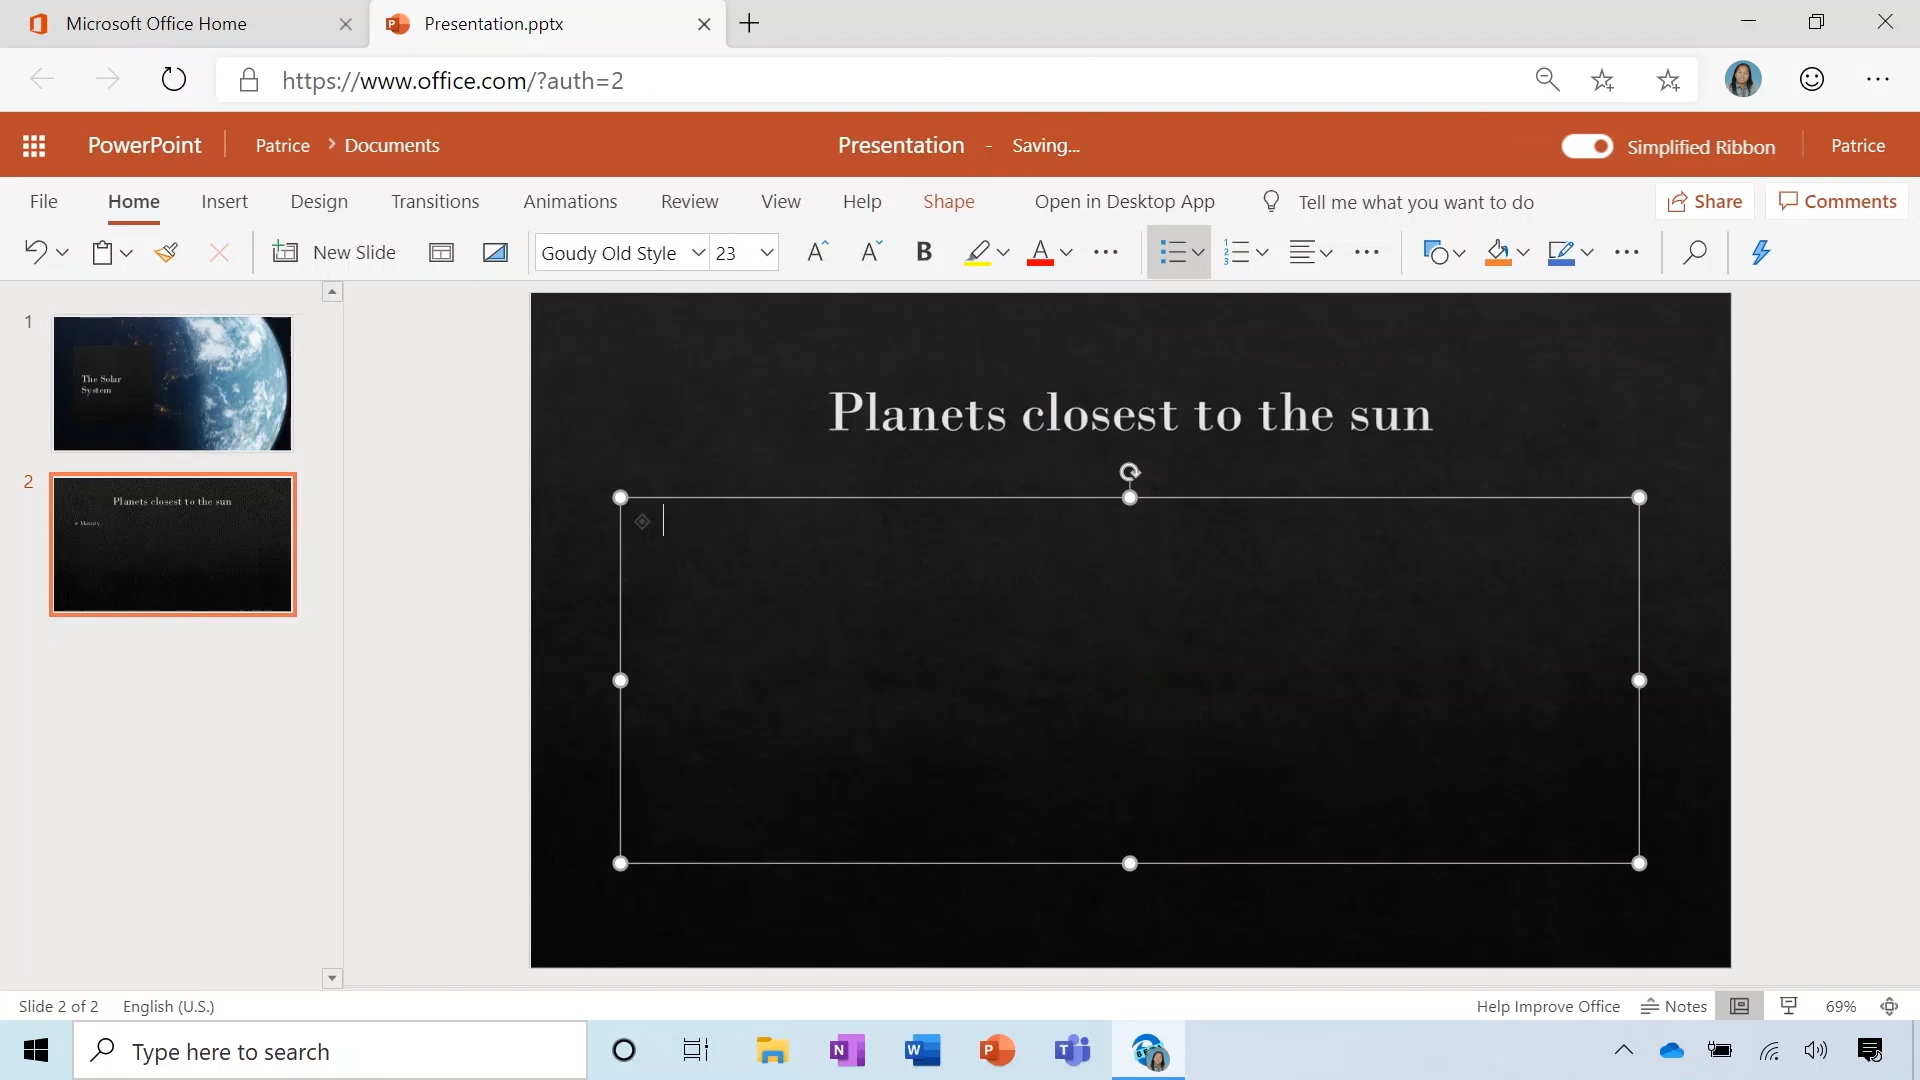 Microsoft Office Home
Presentation.pptx
https://www.office.com/?auth=2
PowerPoint
Patrice > Documents
Presentation - Saving...
Simplified Ribbon
Patrice
File Home Insert Design Transitions Animations Review View Help Shape Open in Desktop App Tell me what you want to do Share Comments
New Slide
Goudy Old Style
23
1
The Solar
System
2
Planets closest to the sun
Mercury
Planets closest to the sun
Slide 2 of 2 English (U.S.)
Help Improve Office Notes 69%
Type here to search